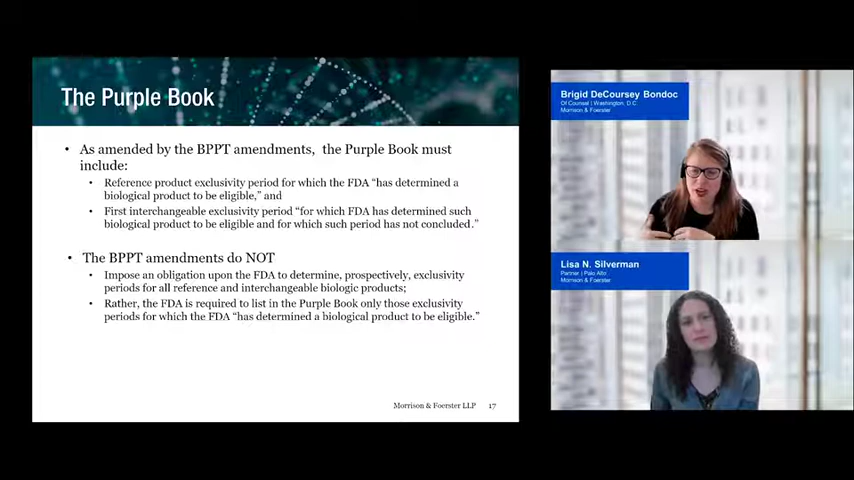 The Purple Book
• As amended by the BPPT amendments, the Purple Book must
include:
• Reference product exclusivity period for which the FDA “has determined a
biological product to be eligible,” and
• First interchangeable exclusivity period “for which FDA has determined such
biological product to be eligible and for which such period has not concluded.”
• The BPPT amendments do NOT
• Impose an obligation upon the FDA to determine, prospectively, exclusivity
periods for all reference and interchangeable biologic products;
• Rather, the FDA is required to list in the Purple Book only those exclusivity
periods for which the FDA “has determined a biological product to be eligible.”
Morrison & Foerster LLP 17
Brigid DeCoursey Bondoc
Of Counsel | Washington, D.C.
Morrison & Foerster
Lisa N. Silverman
Partner | Palo Alto
Morrison & Foerster